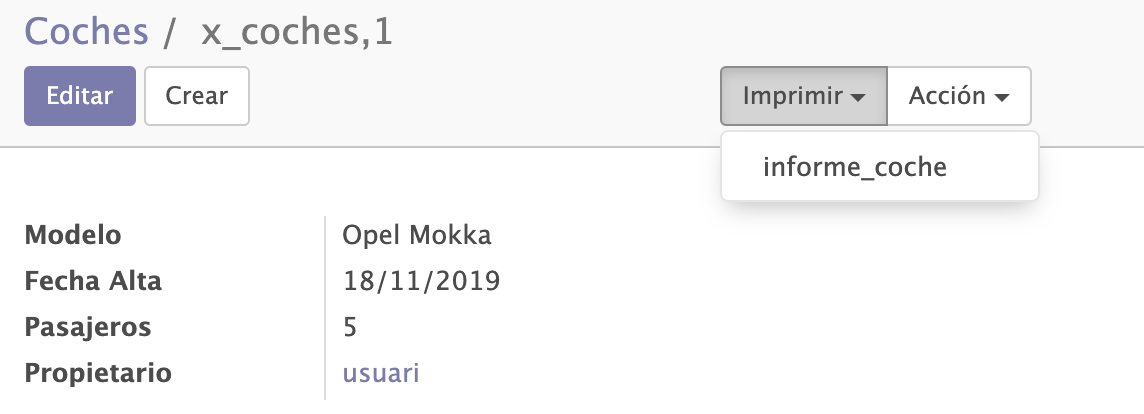 Coches / x_coches,1
Editar Crear Imprimir Acción
informe_coche
Modelo Opel Mokka
Fecha Alta 18/11/2019
Pasajeros 5
Propietario usuari